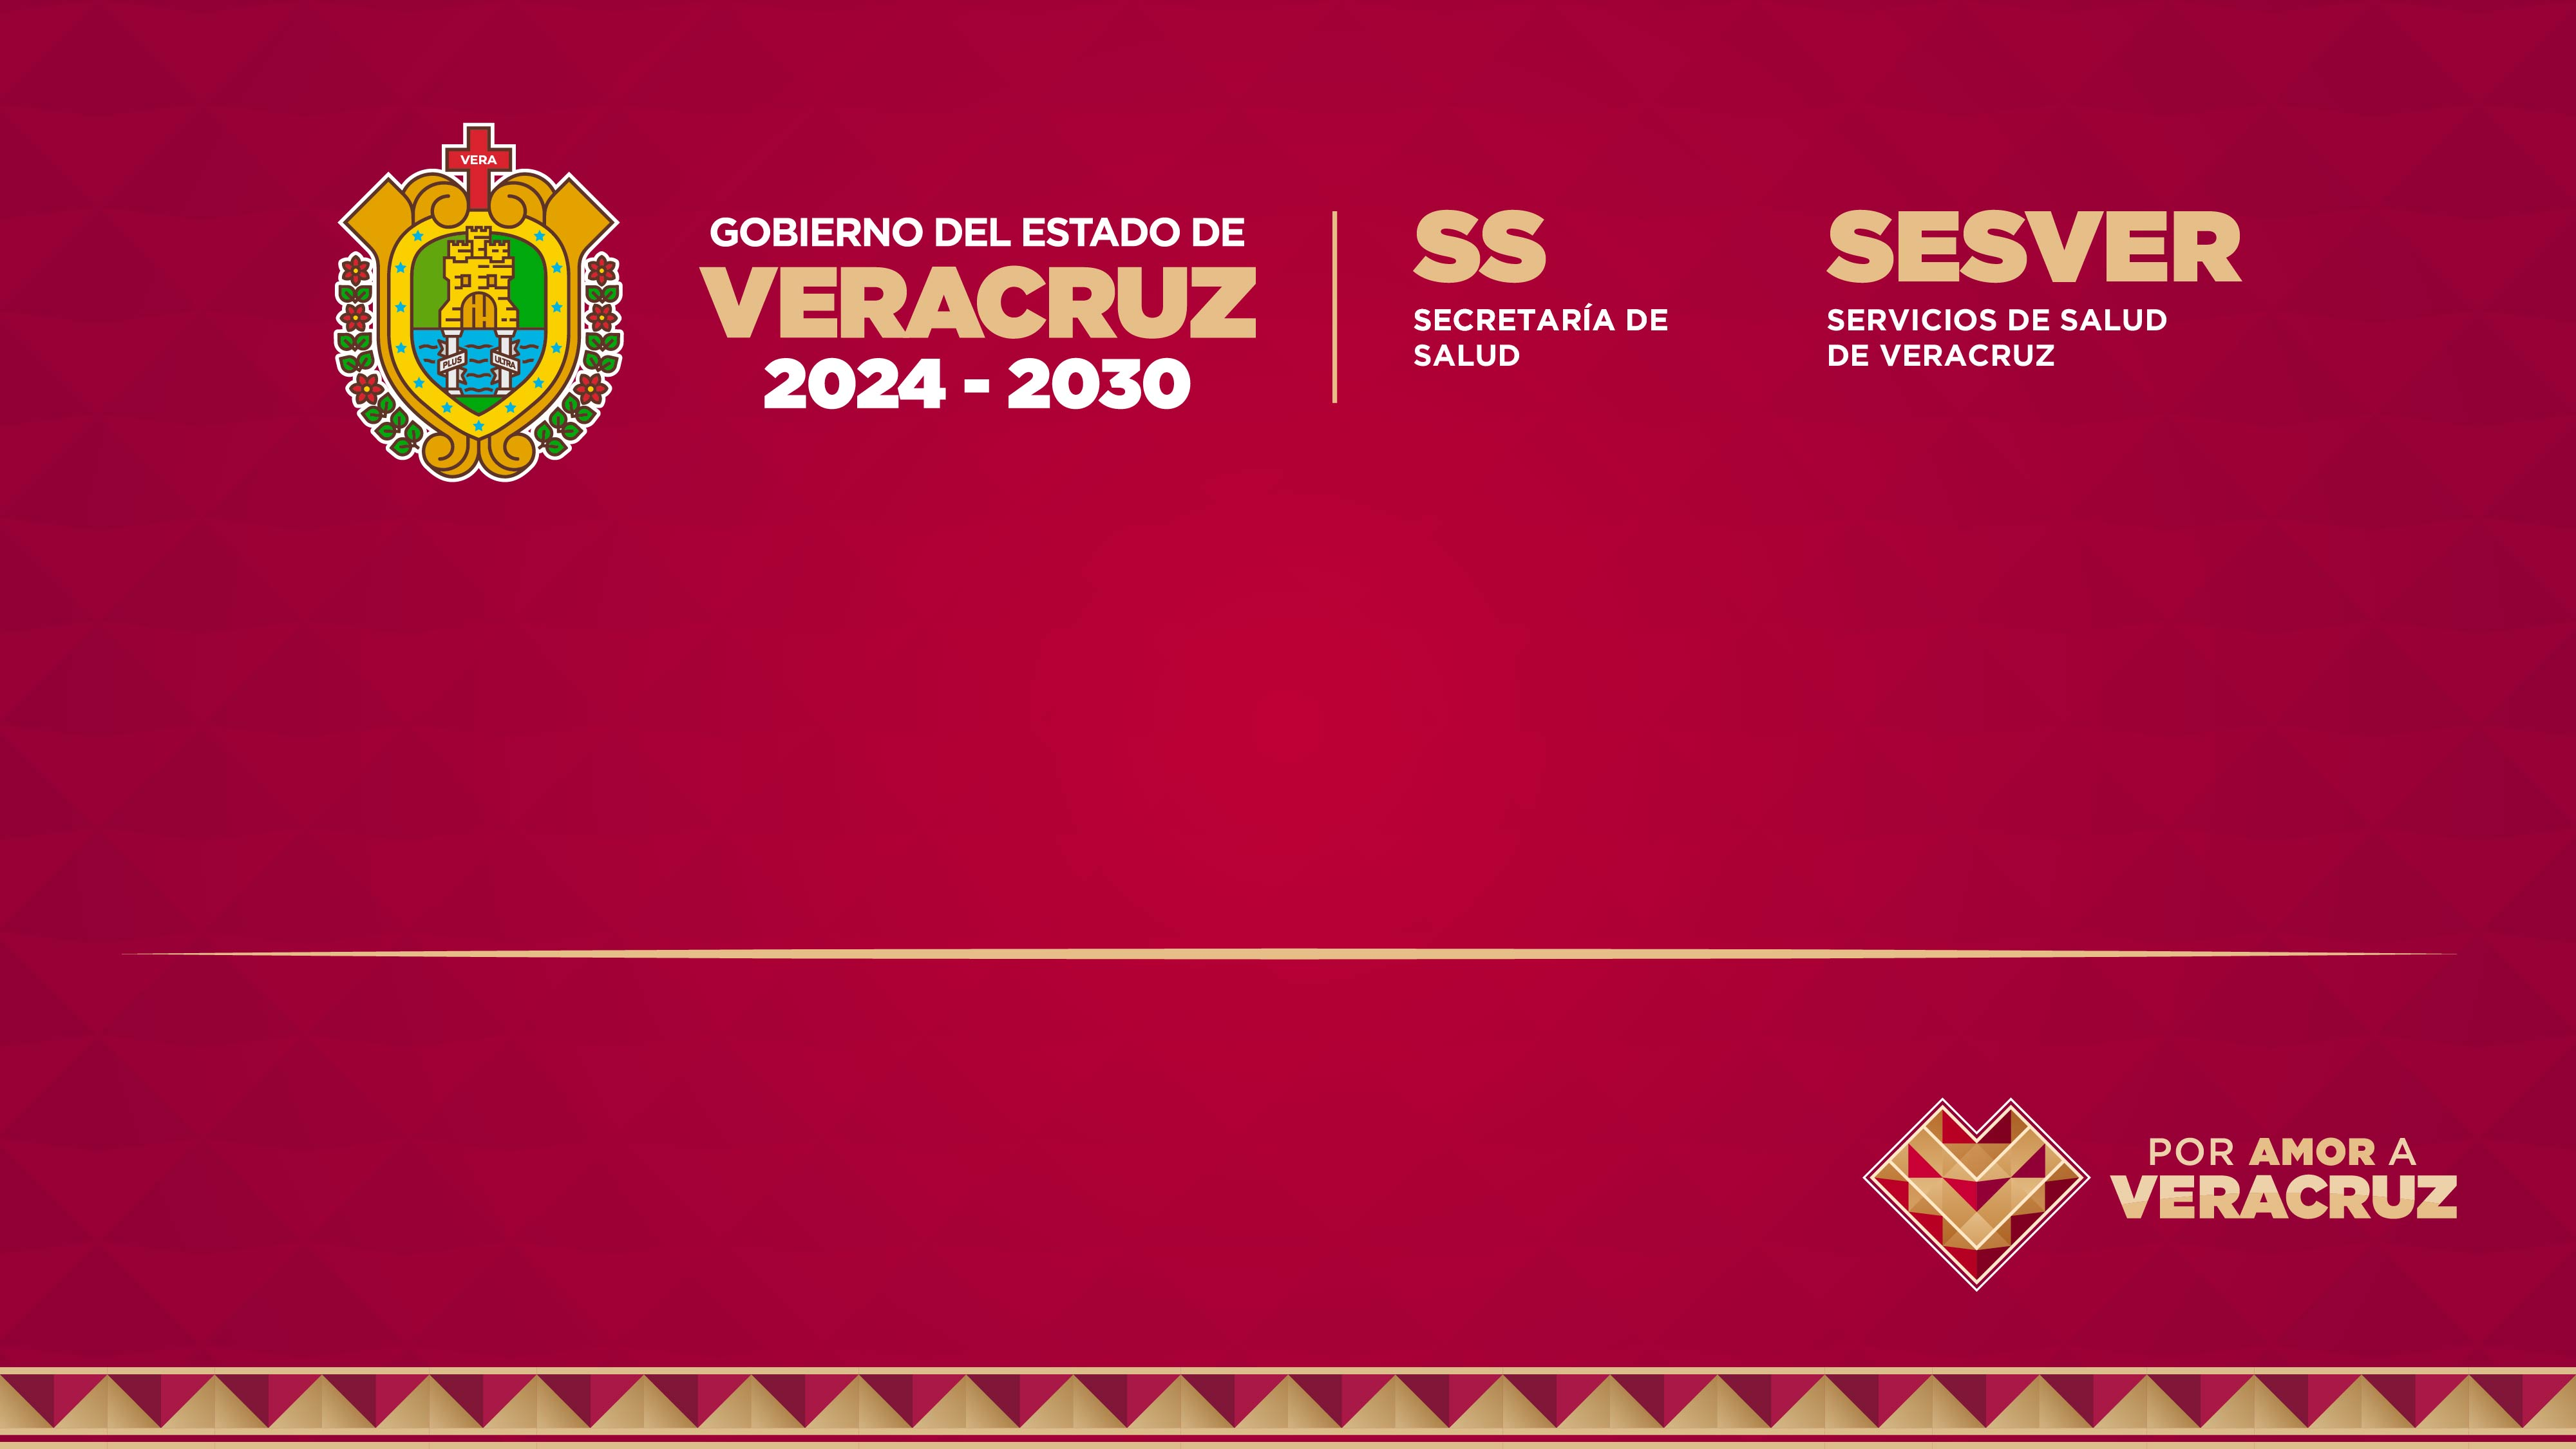 VERA
PLUS
ULTRA
GOBIERNO DEL ESTADO DE
VERACRUZ
2024 - 2030
SS
SECRETARÍA DE
SALUD
SESVER
SERVICIOS DE SALUD
DE VERACRUZ
POR AMOR A
VERACRUZ